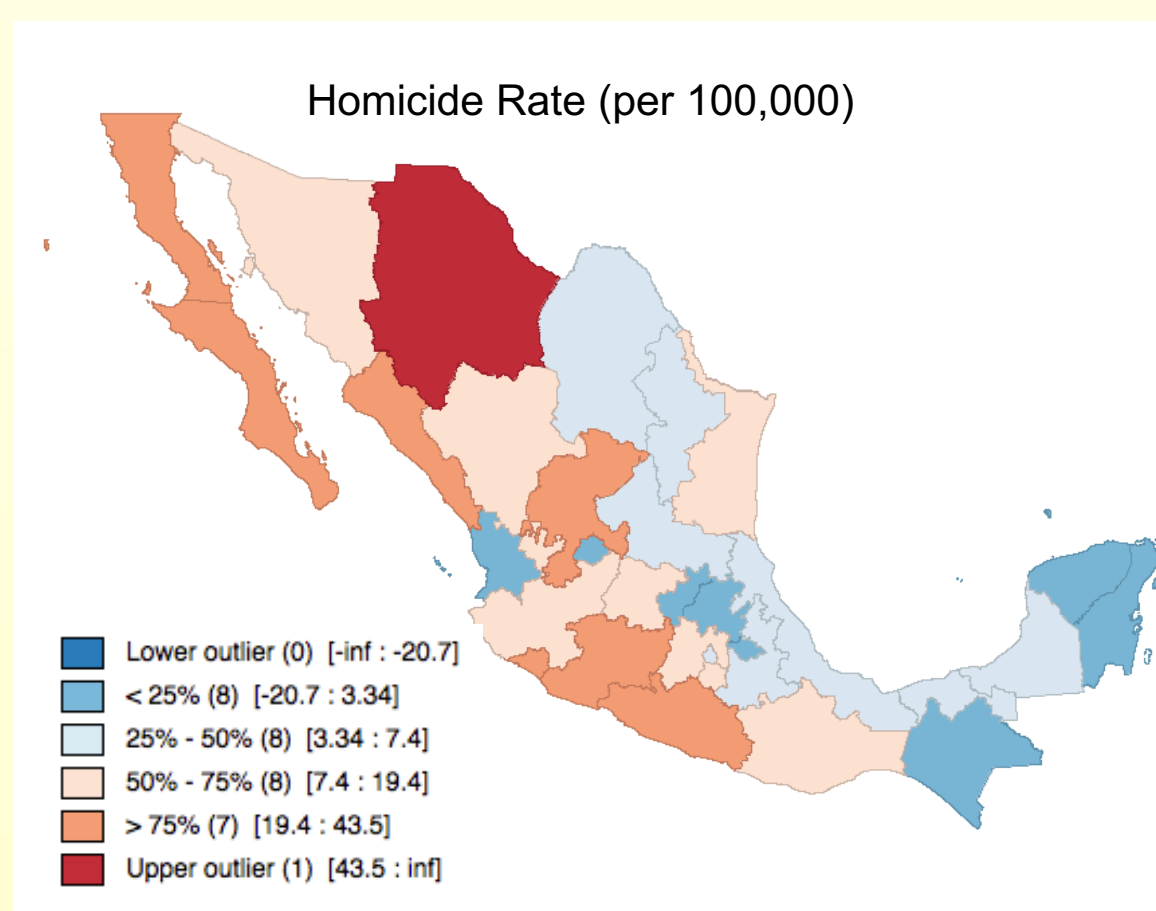 Homicide Rate (per 100,000)
Lower outlier (0) [-inf : -20.7]
< 25% (8) [-20.7 : 3.34]
25% - 50% (8) [3.34 : 7.4]
50% - 75% (8) [7.4 : 19.4]
> 75% (7) [19.4 : 43.5]
Upper outlier (1) [43.5 : inf]